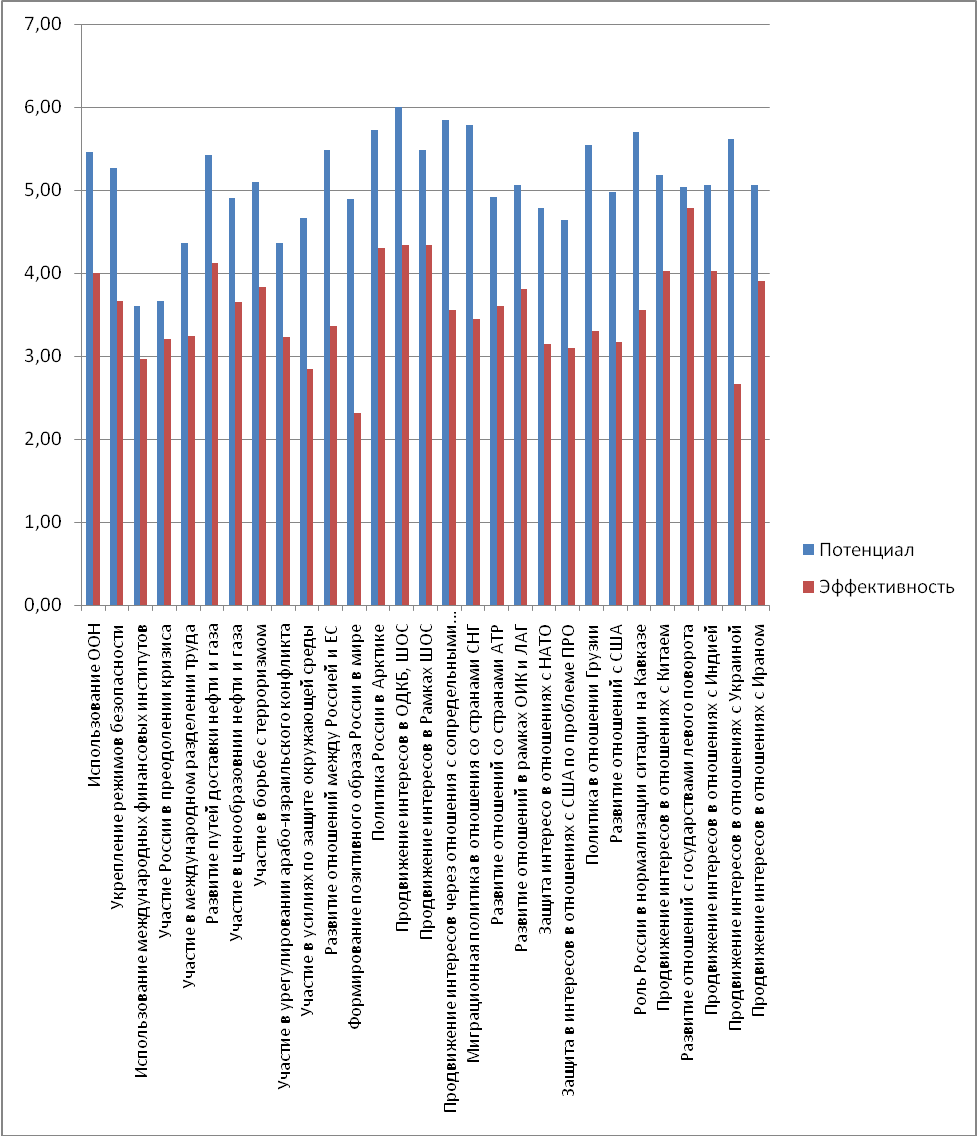 7,00
6,00
5,00
4,00
3,00
2,00
1,00
0,00
Потенциал
Эффективность
Использование ООН
Укрепление режимов безопасности
Использование международных финансовых институтов
Участие России в преодолении кризиса
Участие в международном разделении труда
Развитие путей доставки нефти и газа
Участие в ценообразовании нефти и газа
Участие в борьбе с терроризмом
Участие в урегулировании арабо-израильского конфликта
Участие в усилиях по защите окружающей среды
Развитие отношений между Россией и ЕС
Формирование позитивного образа России в мире
Политика России в Арктике
Продвижение интересов в ОДКБ, ШОС
Продвижение интересов в Рамках ШОС
Продвижение интересов через отношения с сопредельными...
Миграционная политика в отношения со странами СНГ
Развитие отношений со странами АТР
Развитие отношений в рамках ОИК и ЛАГ
Защита интересо в отношениях с НАТО
Защита в интересов в отношениях с США по проблеме ПРО
Политика в отношении Грузии
Развитие отношений с США
Роль России в нормализации ситации на Кавказе
Продвижение интересов в отношениях с Китаем
Развитие отношений с государствами левого поворота
Продвижение интересов в отношениях с Индией
Продвижение интересов в отношениях с Украиной
Продвижение интересов в отношениях с Ираном